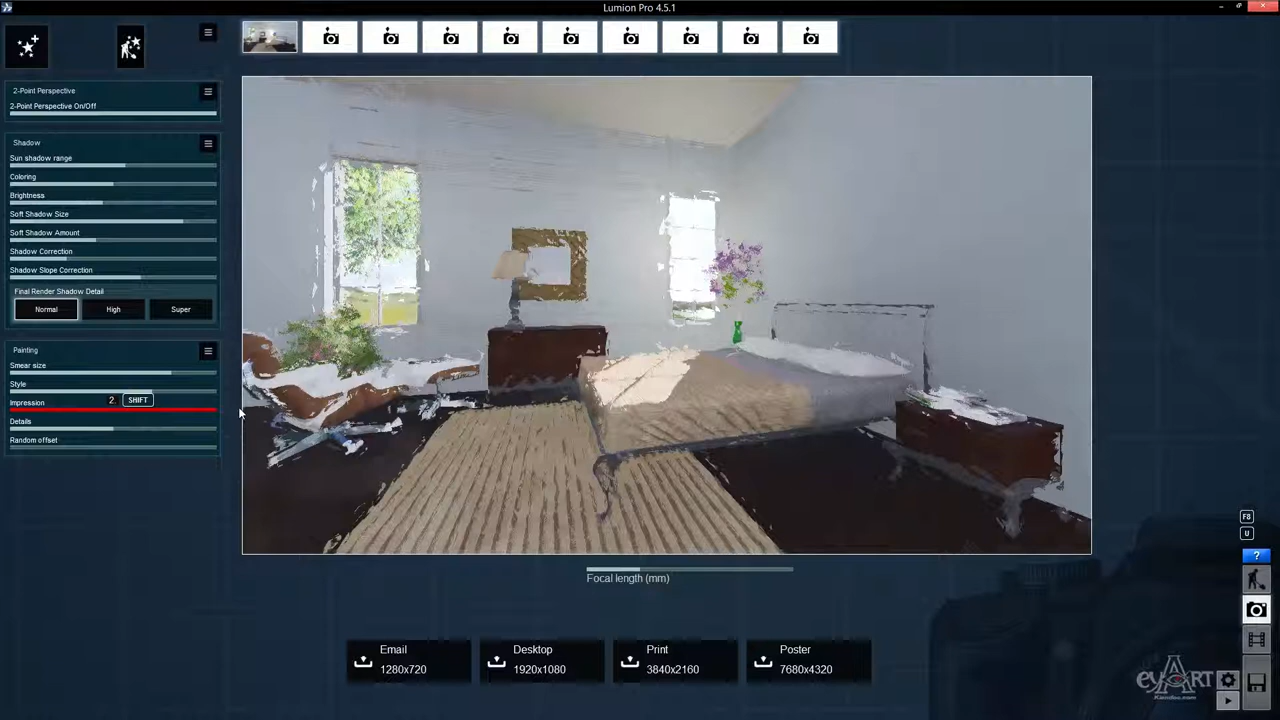 Lumion Pro 4.5.1
2-Point Perspective
2-Point Perspective On/Off
Shadow
Sun shadow range
Coloring
Brightness
Soft Shadow Size
Soft Shadow Amount
Shadow Correction
Shadow Slope Correction
Final Render Shadow Detail
Normal High Super
Painting
Smear size
Style
Impression 2. SHIFT
Details
Random offset
Focal length (mm)
Email
1280x720
Desktop
1920x1080
Print
3840x2160
Poster
7680x4320
F8
U
?